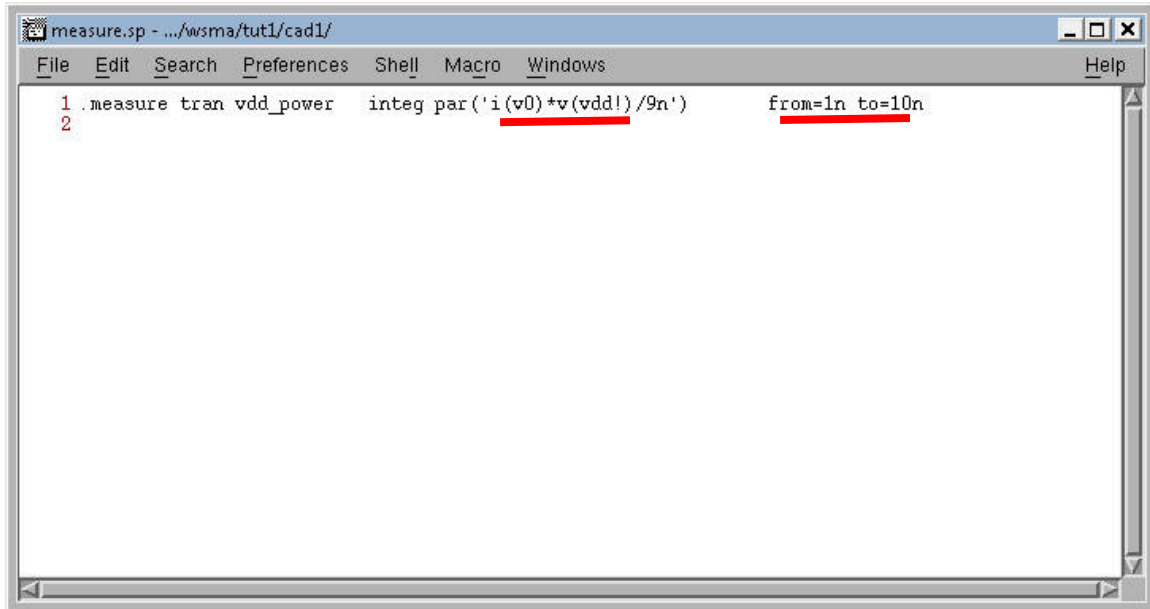 measure.sp - .../wsma/tut1/cad1/
File Edit Search Preferences Shell Macro Windows Help
1 .measure tran vdd_power integ par('i(v0)*v(vdd!)/9n') from=1n to=10n
2